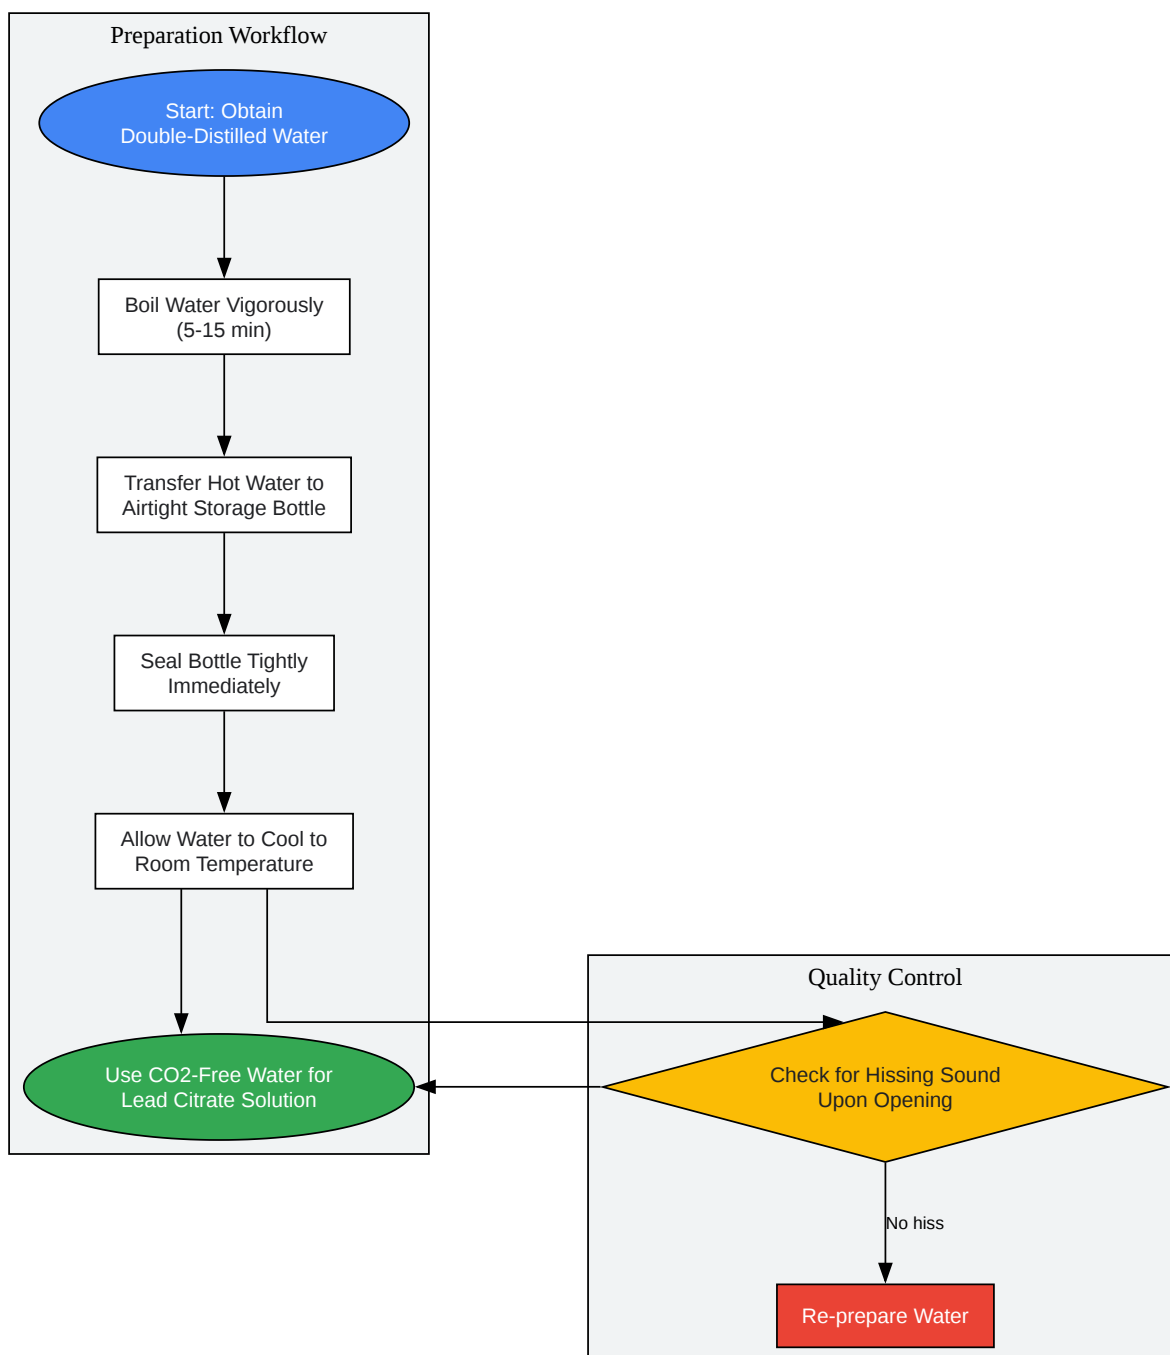 Preparation Workflow
Start: Obtain
Double-Distilled Water
Boil Water Vigorously
(5-15 min)
Transfer Hot Water to
Airtight Storage Bottle
Seal Bottle Tightly
Immediately
Allow Water to Cool to
Room Temperature
Use CO2-Free Water for
Lead Citrate Solution
Quality Control
Check for Hissing Sound
Upon Opening
No hiss
Re-prepare Water